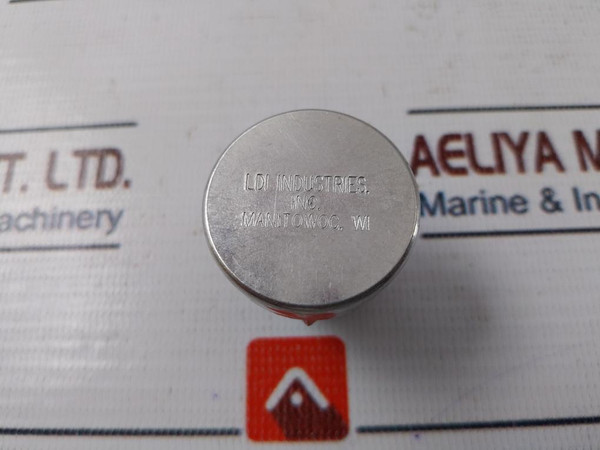 LDI INDUSTRIES,
INC.
MANITOWOC, WI
T. LTD.
achinery
AELIYA M
Marine & In